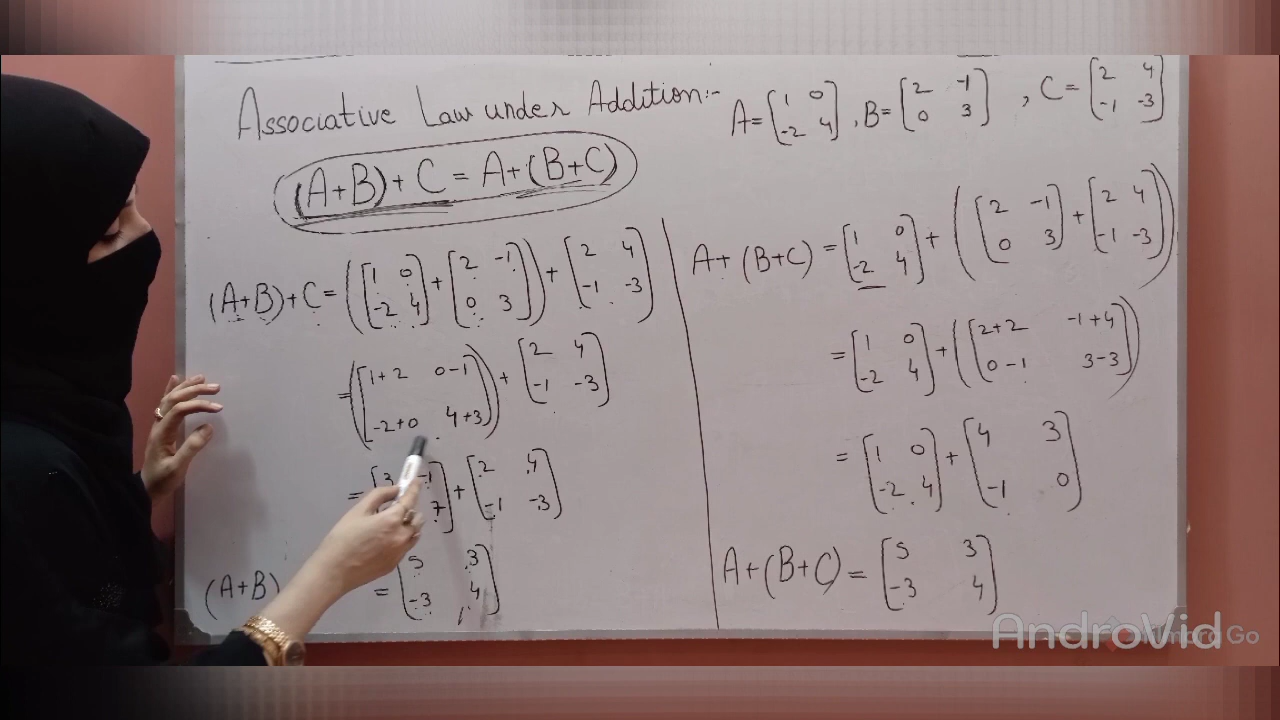 Associative Law under Addition:-
A = [1 0
-2 4], B = [2 -1
0 3], C = [2 4
-1 -3]
(A+B) + C = A+(B+C)
(A+B)+C = ([1 0
-2 4] + [2 -1
0 3]) + [2 4
-1 -3]
= ([1+2 0-1
-2+0 4+3]) + [2 4
-1 -3]
= [3 -1
7] + [2 4
-1 -3]
(A+B) = [5 3
-3 4]
A+ (B+C) = [1 0
-2 4] + ([2 -1
0 3] + [2 4
-1 -3])
= [1 0
-2 4] + ([2+2 -1+4
0-1 3-3])
= [1 0
-2 4] + [4 3
-1 0]
A+(B+C) = [5 3
-3 4]
AndroVid